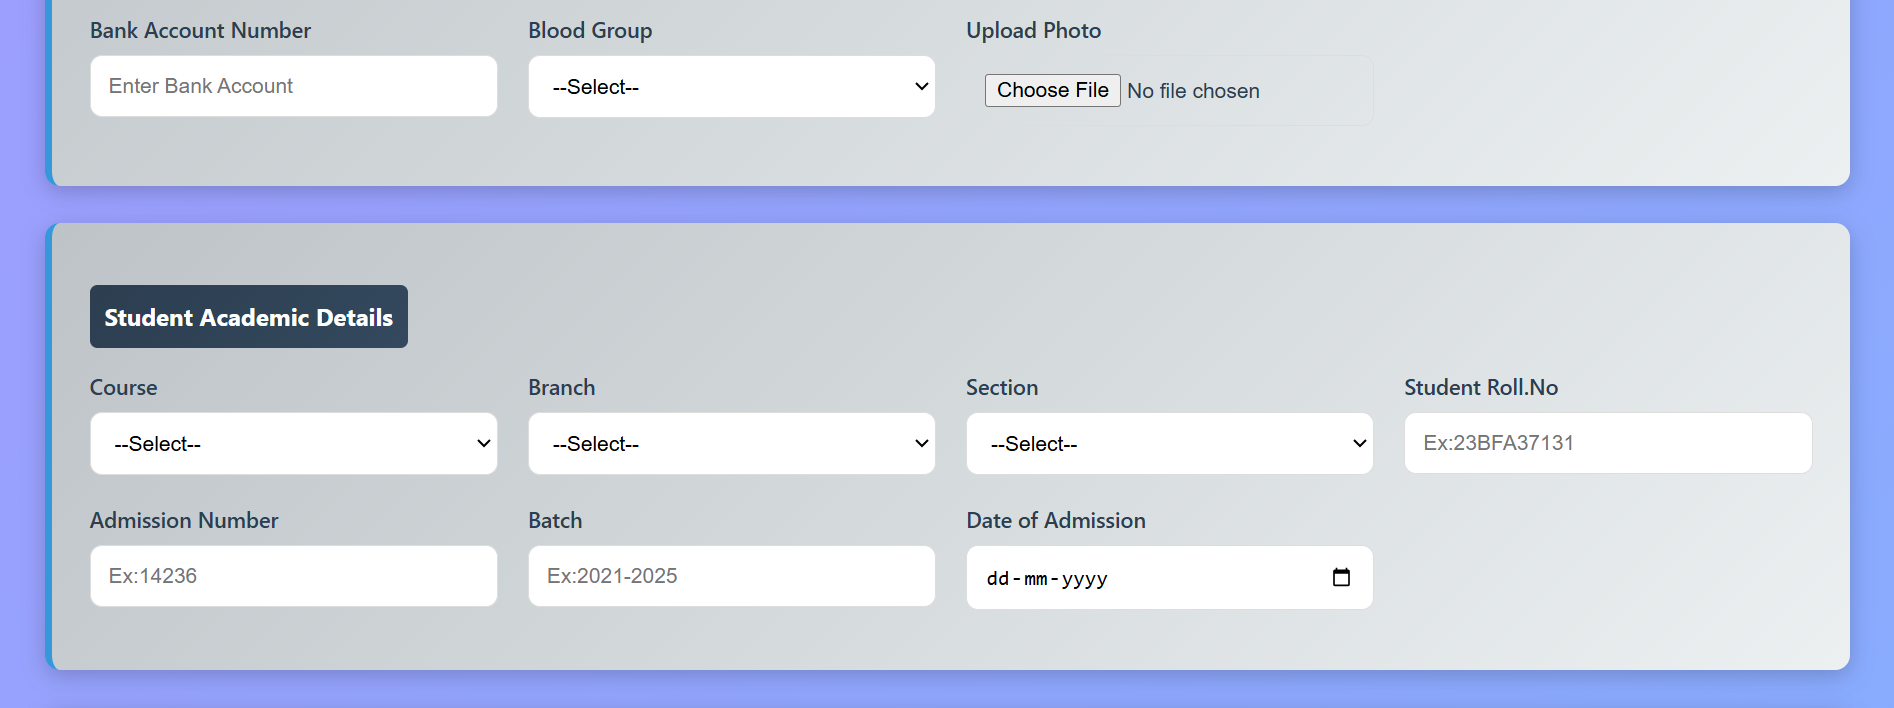 Bank Account Number Blood Group Upload Photo
Enter Bank Account --Select-- Choose File No file chosen
Student Academic Details
Course Branch Section Student Roll.No
--Select-- --Select-- --Select-- Ex:23BFA37131
Admission Number Batch Date of Admission
Ex:14236 Ex:2021-2025 dd-mm-yyyy